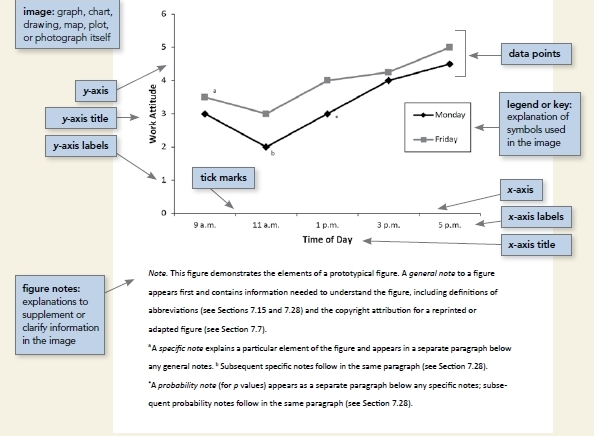 image: graph, chart,
drawing, map, plot,
or photograph itself
6
5
4
3
2
1
0
Work Attitude
y-axis
y-axis title
y-axis labels
tick marks
a
b
*
Monday
Friday
data points
legend or key:
explanation of
symbols used
in the image
x-axis
x-axis labels
x-axis title
9 a.m. 11 a.m. 1 p.m. 3 p.m. 5 p.m.
Time of Day
figure notes:
explanations to
supplement or
clarify information
in the image
Note. This figure demonstrates the elements of a prototypical figure. A general note to a figure
appears first and contains information needed to understand the figure, including definitions of
abbreviations (see Sections 7.15 and 7.28) and the copyright attribution for a reprinted or
adapted figure (see Section 7.7).
ᵃA specific note explains a particular element of the figure and appears in a separate paragraph below
any general notes. ᵇ Subsequent specific notes follow in the same paragraph (see Section 7.28).
*A probability note (for p values) appears as a separate paragraph below any specific notes; subse-
quent probability notes follow in the same paragraph (see Section 7.28).